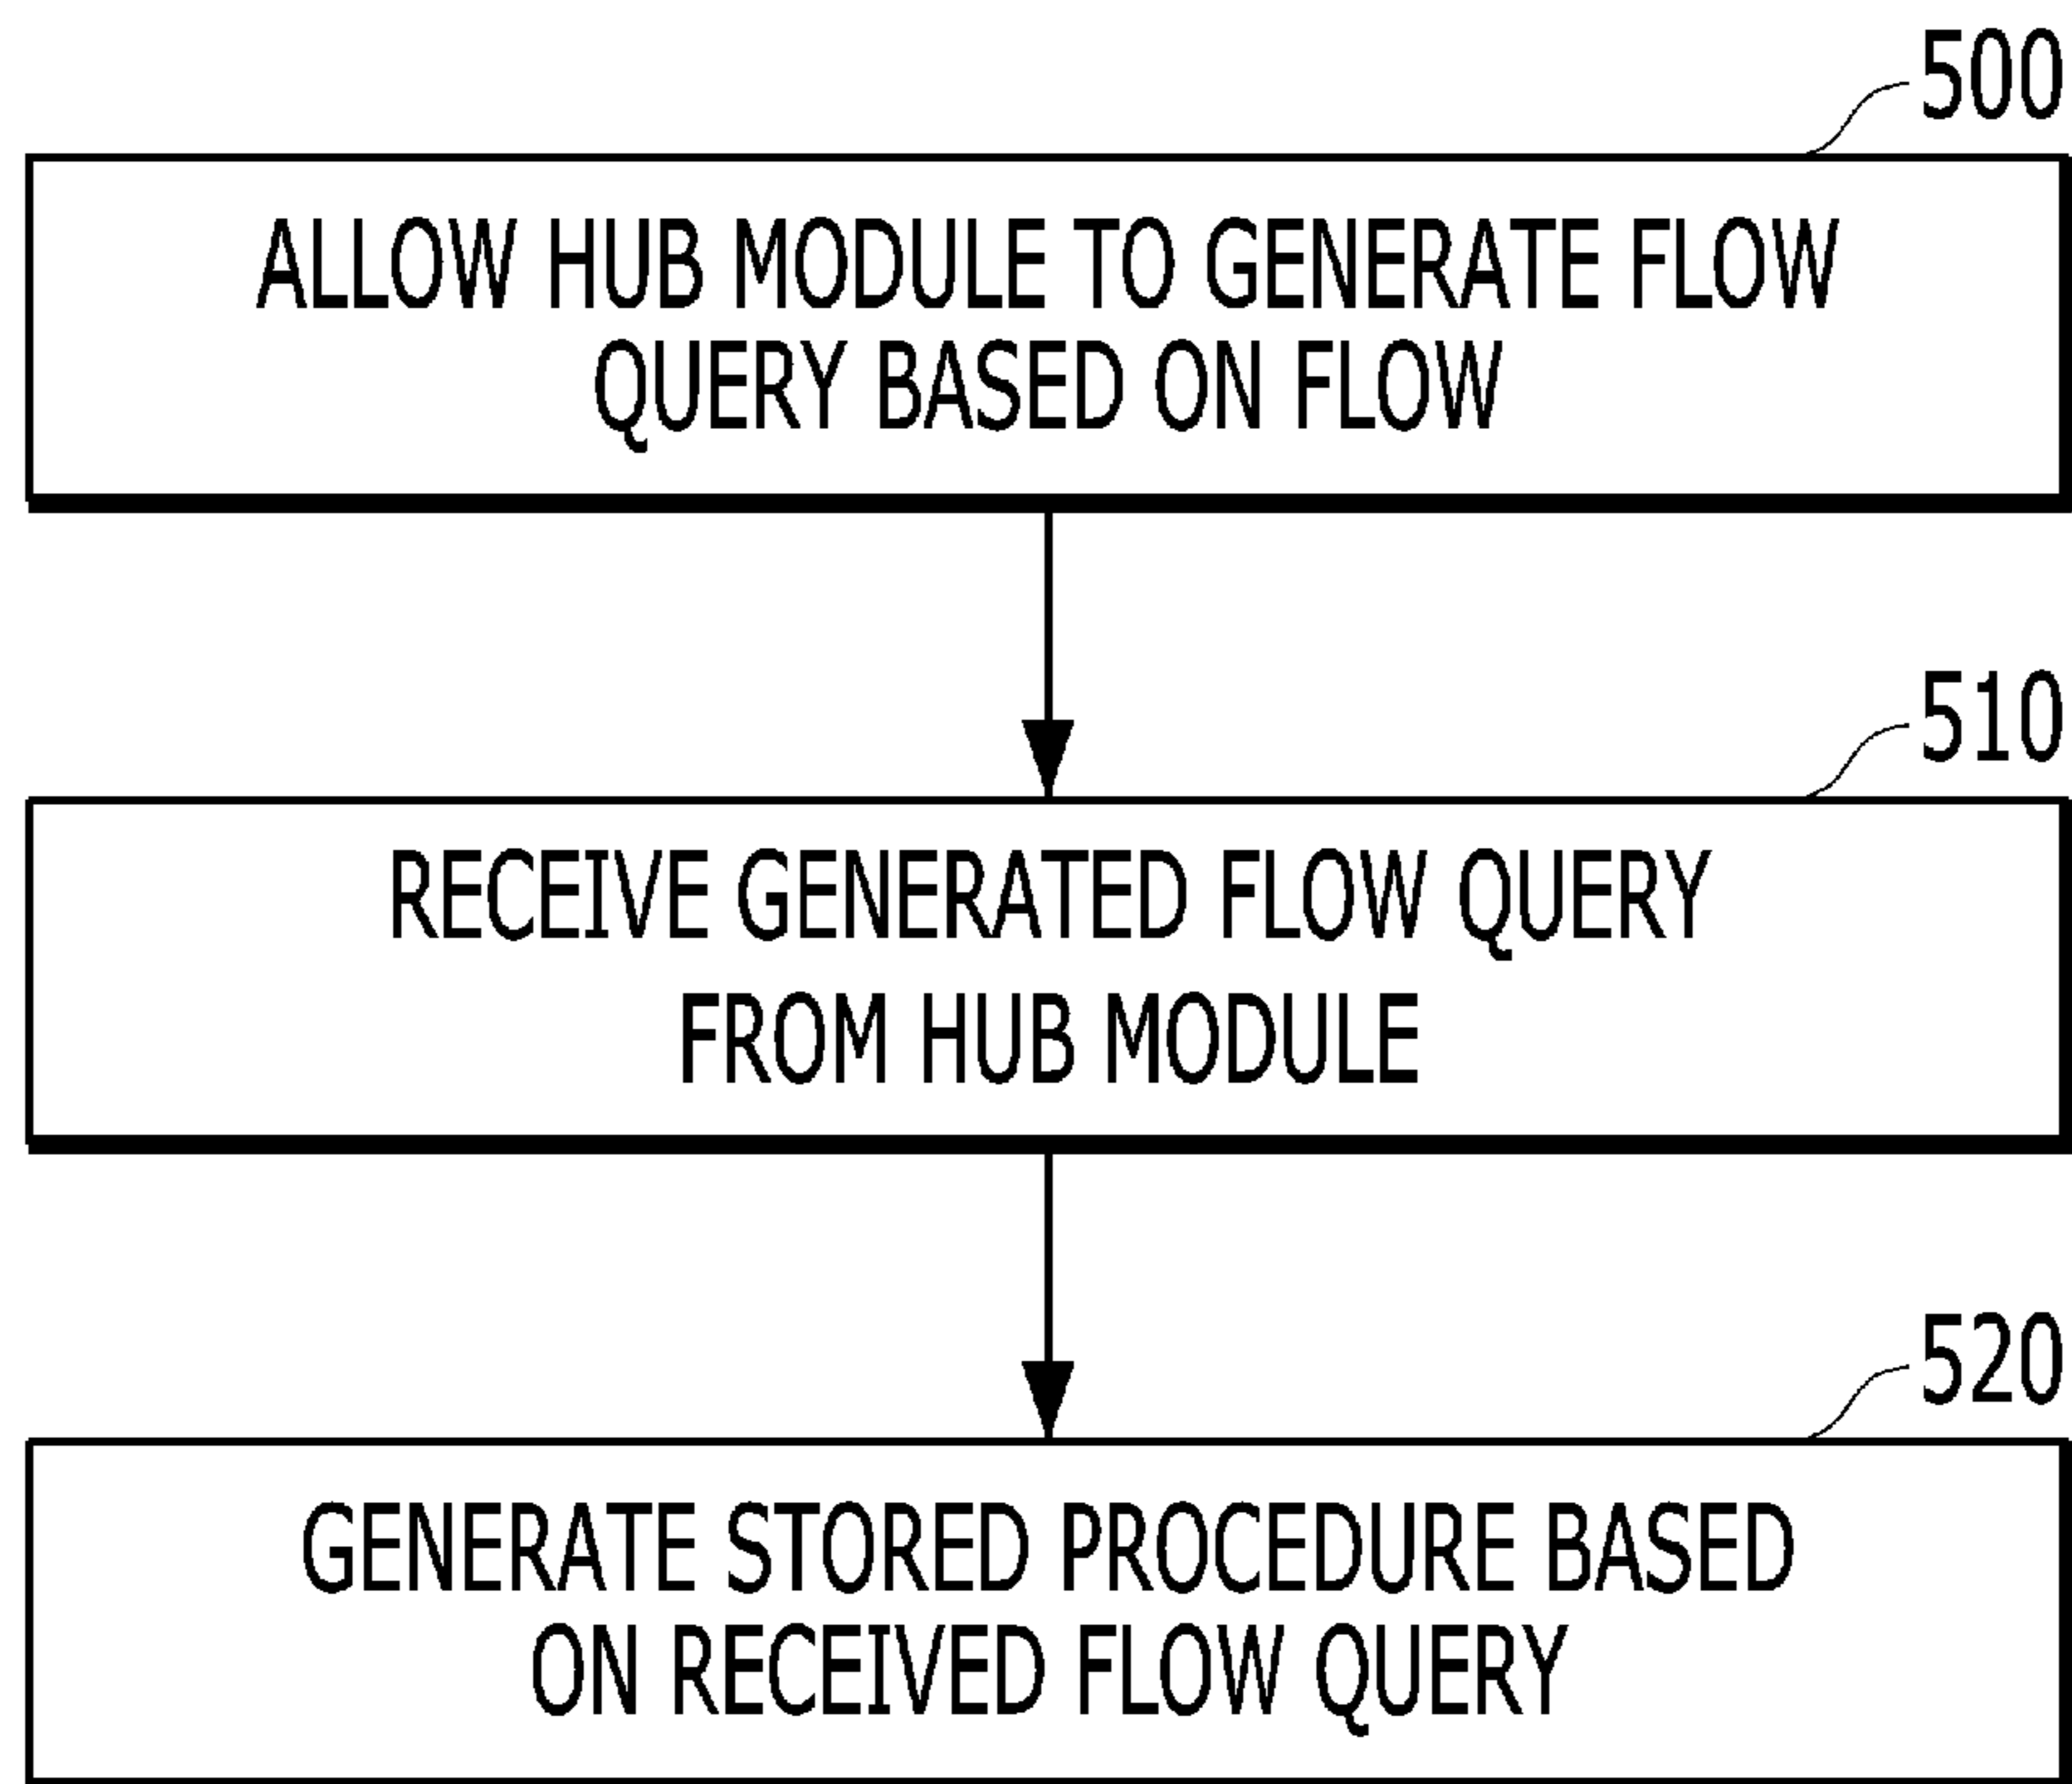 500
ALLOW HUB MODULE TO GENERATE FLOW
QUERY BASED ON FLOW
510
RECEIVE GENERATED FLOW QUERY
FROM HUB MODULE
520
GENERATE STORED PROCEDURE BASED
ON RECEIVED FLOW QUERY